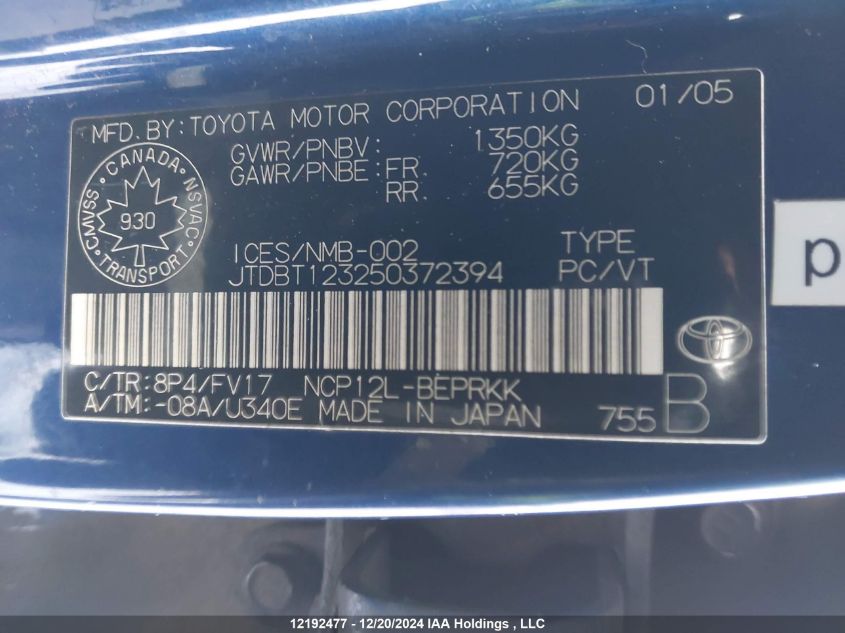 MFD. BY: TOYOTA MOTOR CORPORATION 01/05
GVWR/PNBV: 1350KG
GAWR/PNBE: FR. 720KG
RR. 655KG
CANADA
CMVSS NSVAC
930
TRANSPORT
ICES/NMB-002 TYPE
JTDBT123250372394 PC/VT
C/TR: 8P4/FV17 NCP12L-BEPRKK
A/TM: -08A/U340E MADE IN JAPAN 755 B
p
12192477 - 12/20/2024 IAA Holdings , LLC